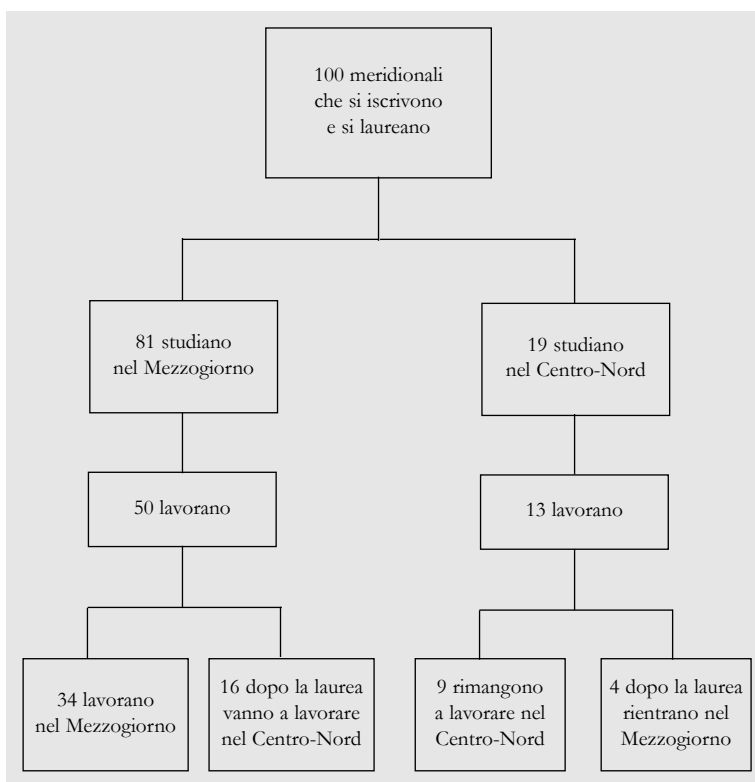 100 meridionali
che si iscrivono
e si laureano
81 studiano
nel Mezzogiorno
19 studiano
nel Centro-Nord
50 lavorano
13 lavorano
34 lavorano
nel Mezzogiorno
16 dopo la laurea
vanno a lavorare
nel Centro-Nord
9 rimangono
a lavorare nel
Centro-Nord
4 dopo la laurea
rientrano nel
Mezzogiorno